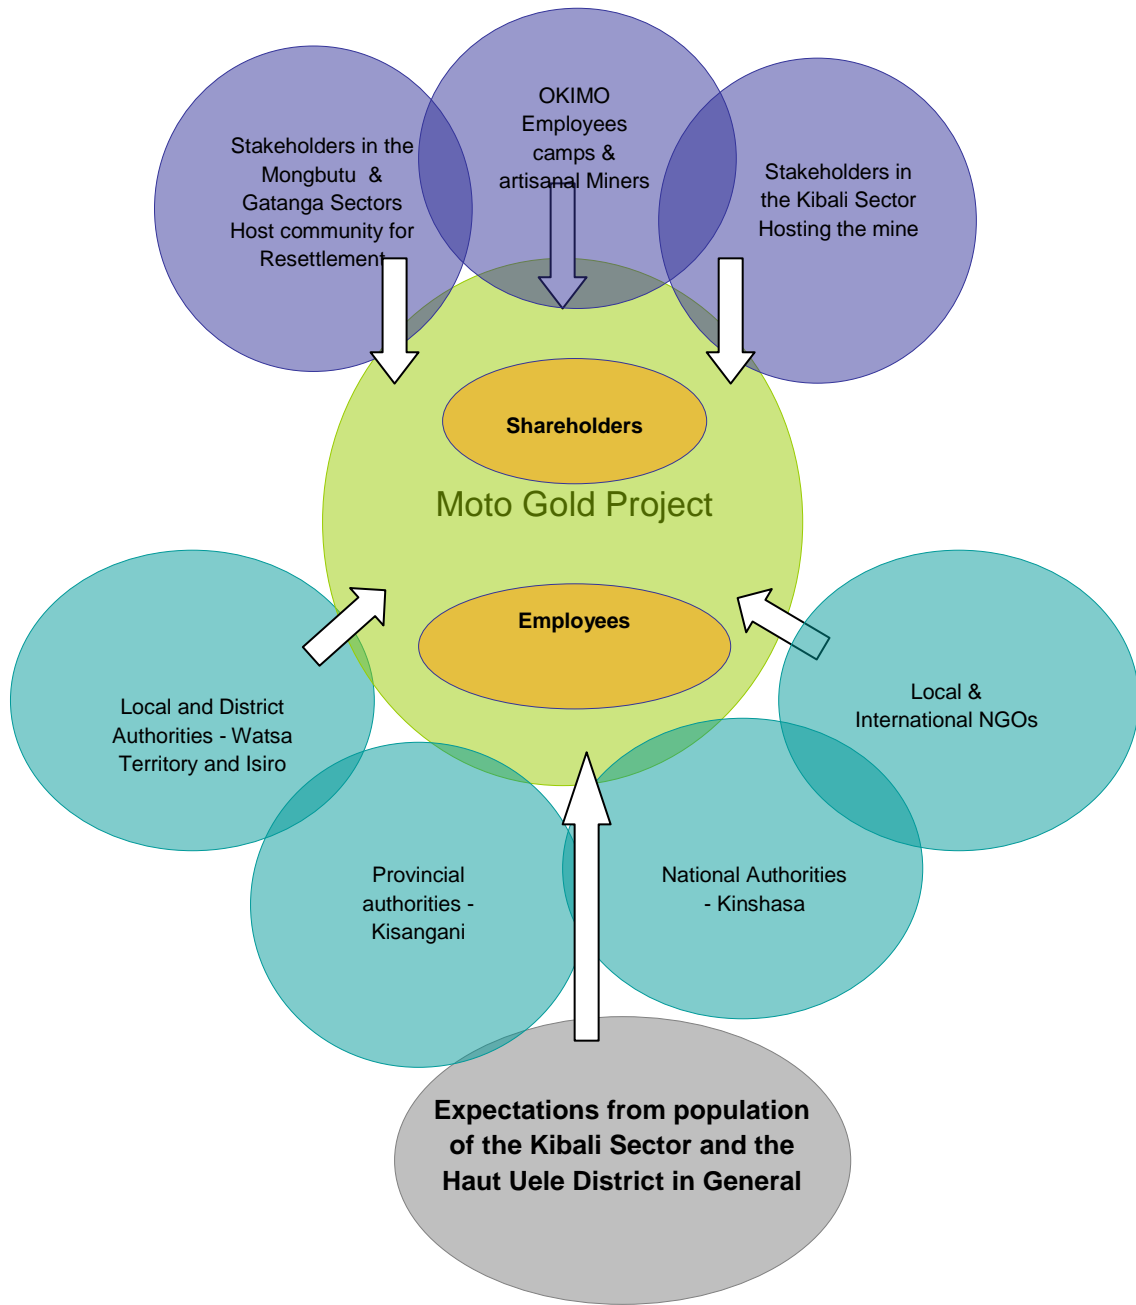 OKIMO
Employees
camps &
artisanal Miners
Stakeholders in the
Mongbutu &
Gatanga Sectors
Host community for
Resettlement
Stakeholders in
the Kibali Sector
Hosting the mine
Shareholders
Moto Gold Project
Employees
Local and District
Authorities - Watsa
Territory and Isiro
Local &
International NGOs
Provincial
authorities -
Kisangani
National Authorities
- Kinshasa
Expectations from population
of the Kibali Sector and the
Haut Uele District in General